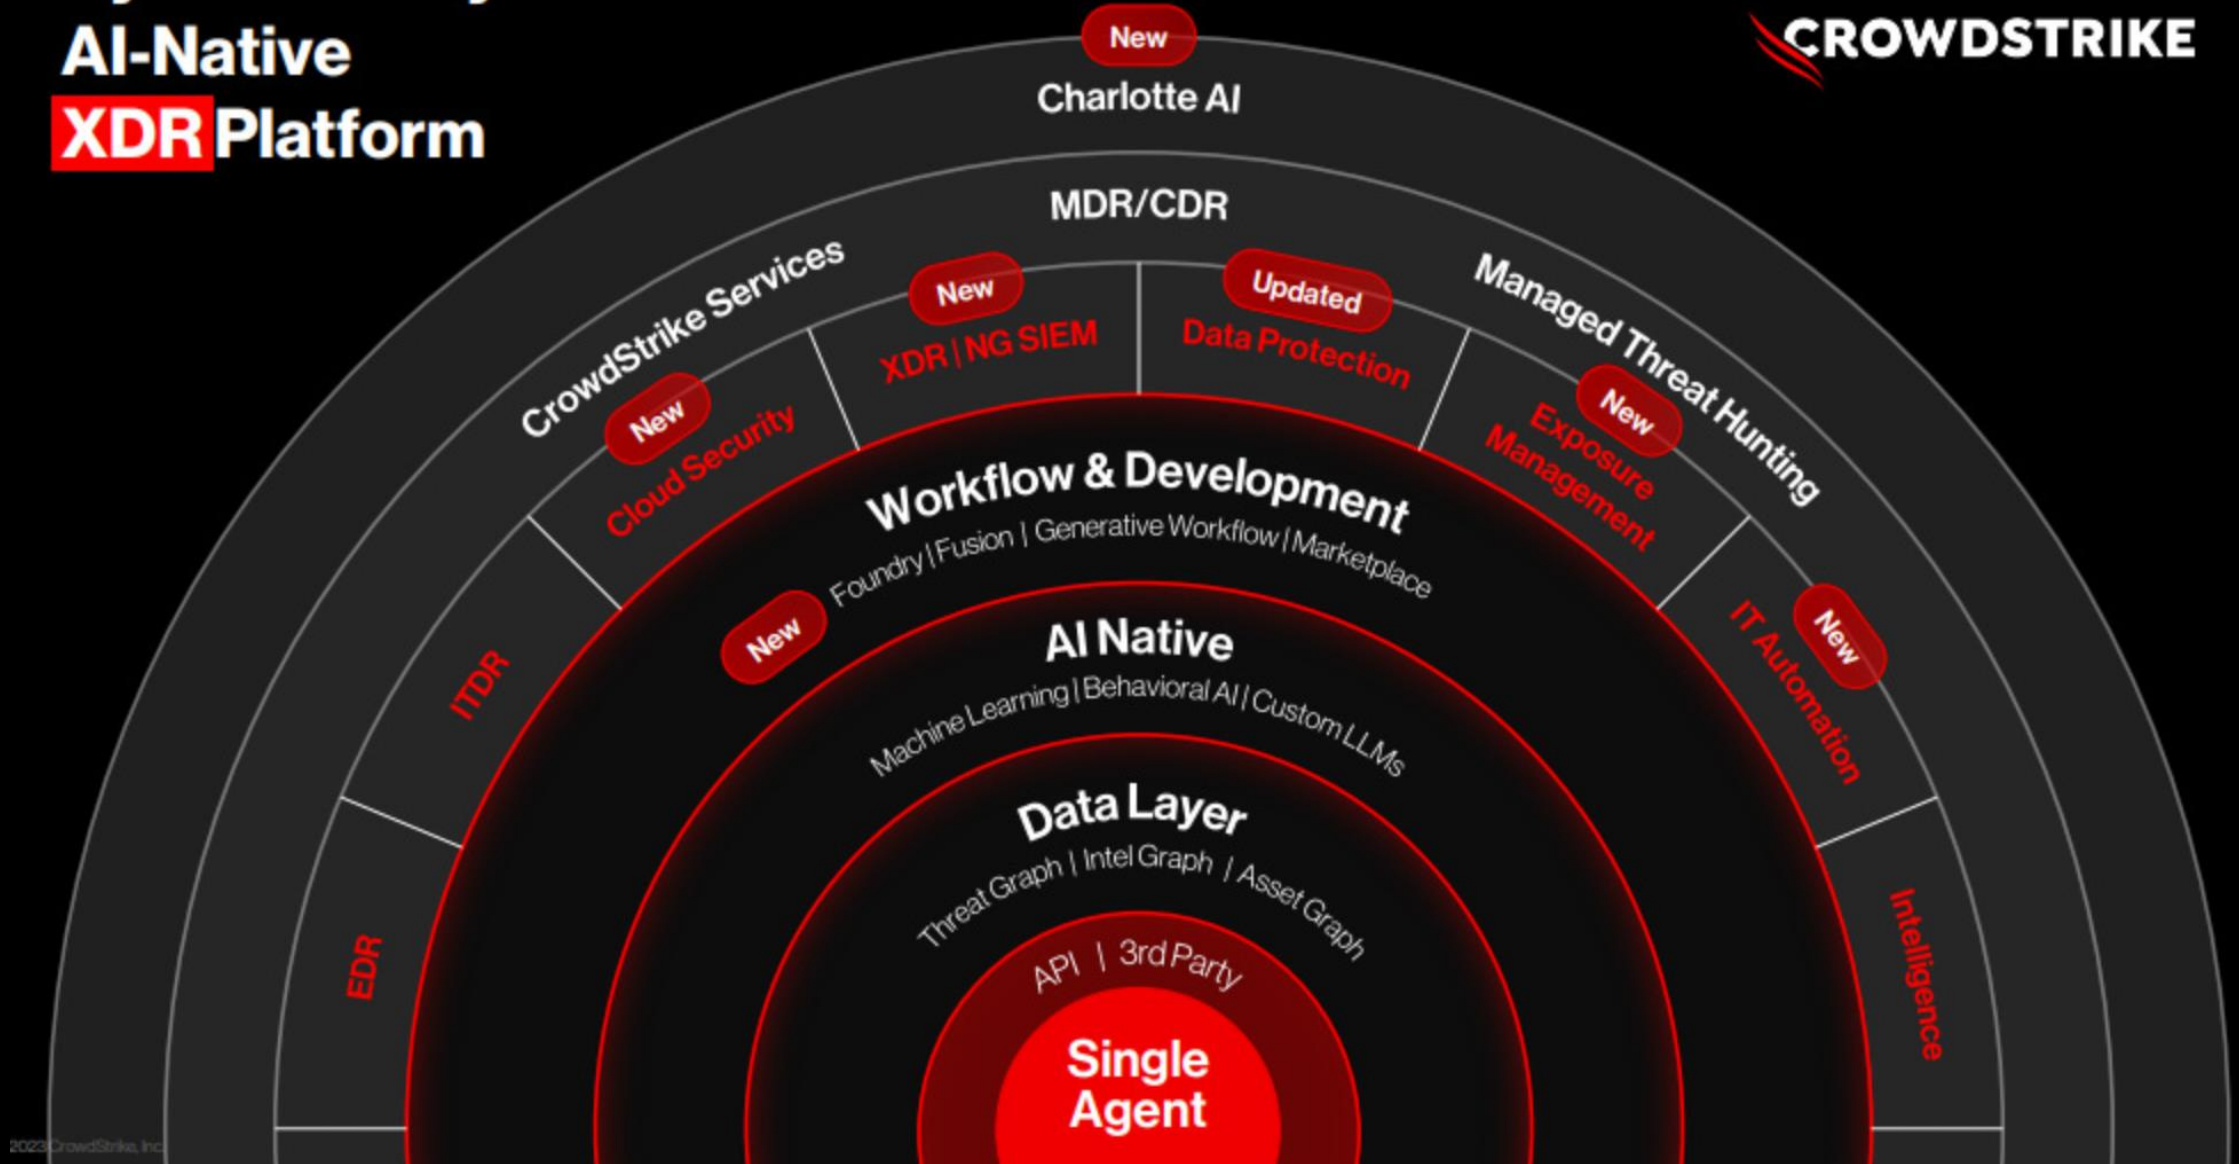 AI-Native
XDR Platform
CROWDSTRIKE
New
Charlotte AI
CrowdStrike Services
MDR/CDR
Managed Threat Hunting
EDR
ITDR
New
Cloud Security
New
XDR | NG SIEM
Updated
Data Protection
New
Exposure
Management
New
IT Automation
Intelligence
Workflow & Development
New
Foundry | Fusion | Generative Workflow | Marketplace
AI Native
Machine Learning | Behavioral AI | Custom LLMs
Data Layer
Threat Graph | Intel Graph | Asset Graph
API | 3rd Party
Single
Agent
2023 CrowdStrike, Inc.